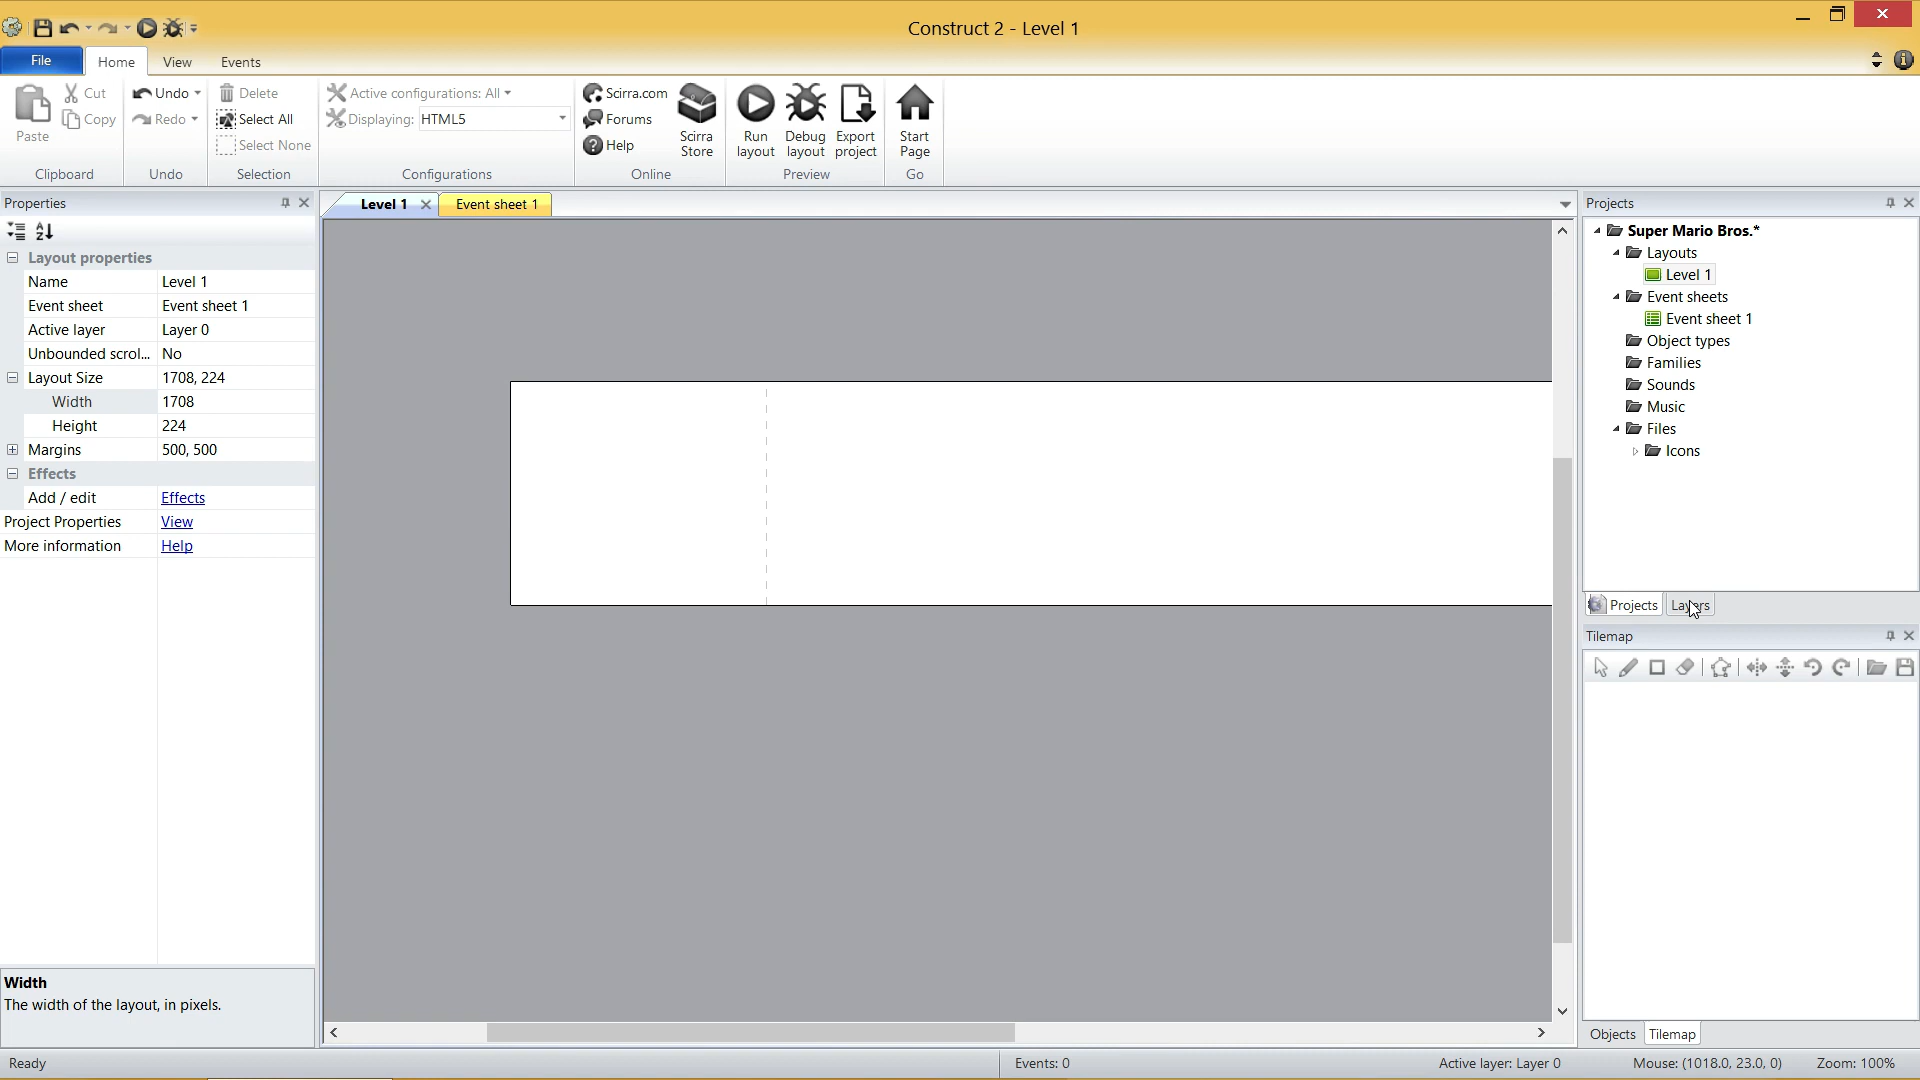 Construct 2 - Level 1
File
Home
View
Events
Paste
Cut
Copy
Clipboard
Undo
Redo
Undo
Delete
Select All
Select None
Selection
Active configurations: All
Displaying:
HTML5
Configurations
Scirra.com
Forums
Help
Scirra
Store
Online
Run
layout
Debug
layout
Export
project
Preview
Start
Page
Go
Properties
Layout properties
Name
Level 1
Event sheet
Event sheet 1
Active layer
Layer 0
Unbounded scrol...
No
Layout Size
1708, 224
Width
1708
Height
224
Margins
500, 500
Effects
Add / edit
Effects
Project Properties
View
More information
Help
Width
The width of the layout, in pixels.
Level 1
Event sheet 1
Projects
Super Mario Bros.*
Layouts
Level 1
Event sheets
Event sheet 1
Object types
Families
Sounds
Music
Files
Icons
Projects
Layers
Tilemap
Objects
Tilemap
Ready
Events: 0
Active layer: Layer 0
Mouse: (1018.0, 23.0, 0)
Zoom: 100%